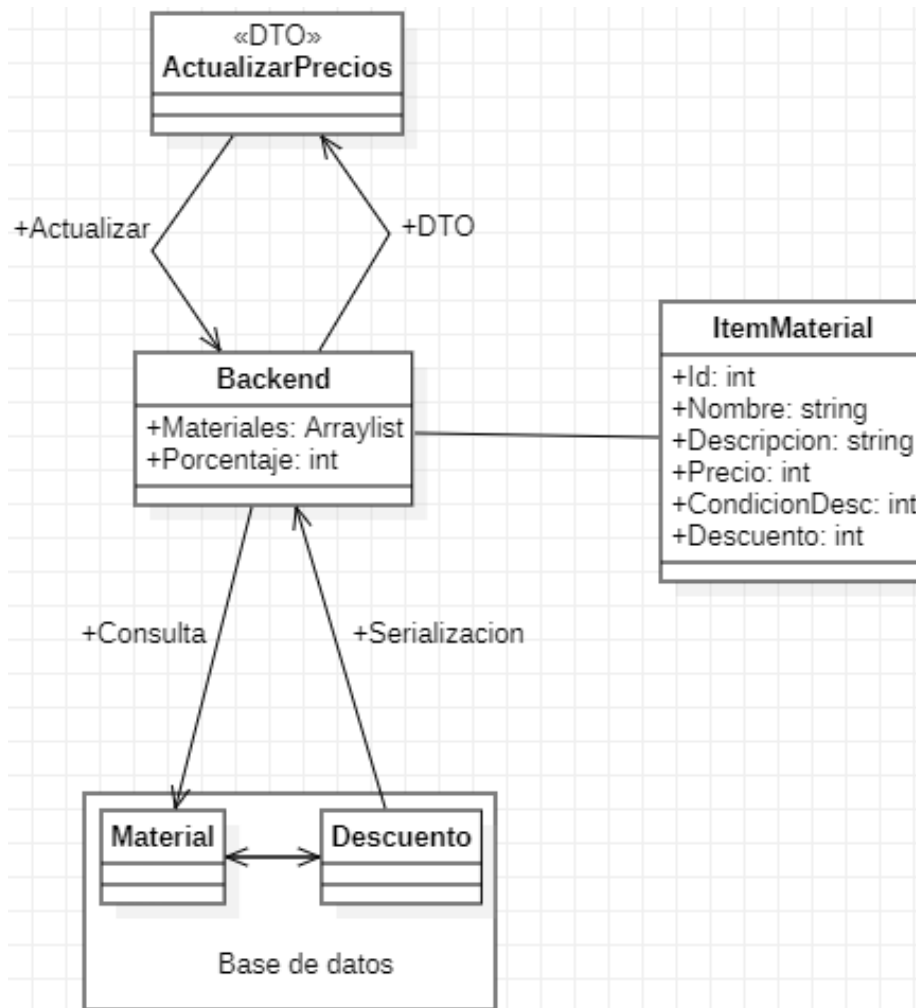 «DTO»
ActualizarPrecios
+Actualizar
+DTO
Backend
+Materiales: Arraylist
+Porcentaje: int
ItemMaterial
+Id: int
+Nombre: string
+Descripcion: string
+Precio: int
+CondicionDesc: int
+Descuento: int
+Consulta
+Serializacion
Material
Descuento
Base de datos